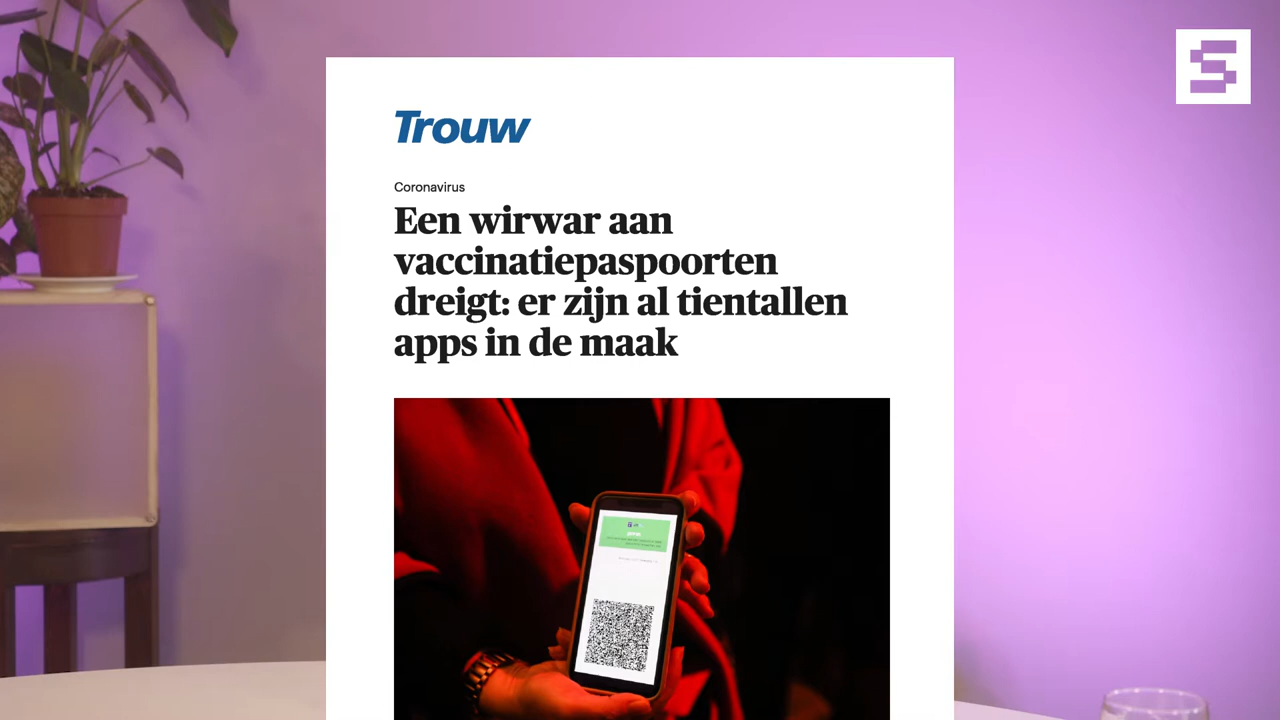 Trouw
Coronavirus
Een wirwar aan
vaccinatiepaspoorten
dreigt: er zijn al tientallen
apps in de maak
S